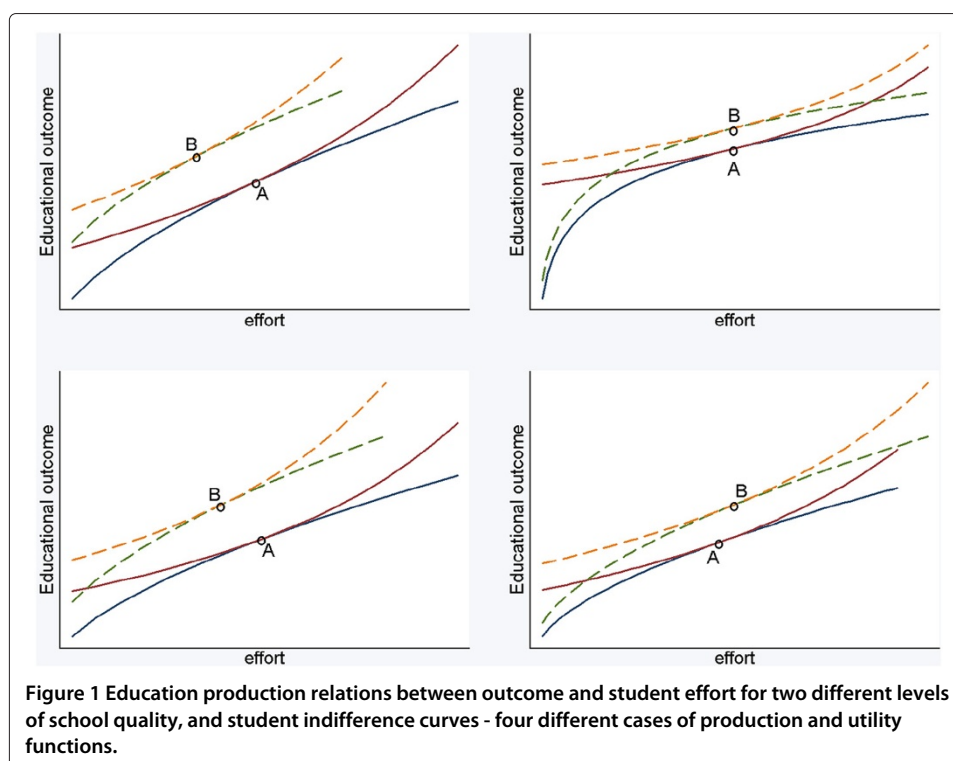 Educational outcome
B
A
effort
Educational outcome
B
A
effort
Educational outcome
B
A
effort
Educational outcome
B
A
effort
Figure 1 Education production relations between outcome and student effort for two different levels
of school quality, and student indifference curves - four different cases of production and utility
functions.